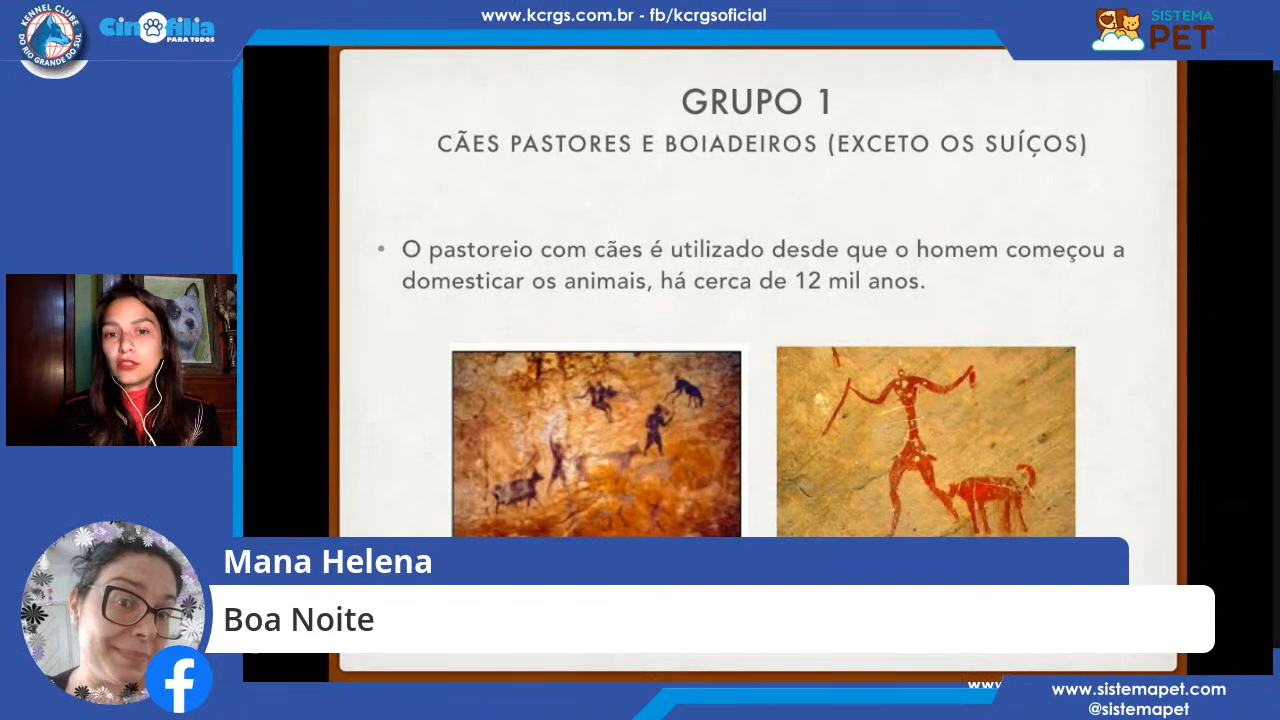 www.kcrgs.com.br - fb/kcrgsoficial
KENNEL CLUBE
DO RIO GRANDE DO SUL
Cinofilia
PARA TODOS
SISTEMA
PET
GRUPO 1
CÃES PASTORES E BOIADEIROS (EXCETO OS SUÍÇOS)
• O pastoreio com cães é utilizado desde que o homem começou a
domesticar os animais, há cerca de 12 mil anos.
Mana Helena
Boa Noite
www
www.sistemapet.com
@sistemapet